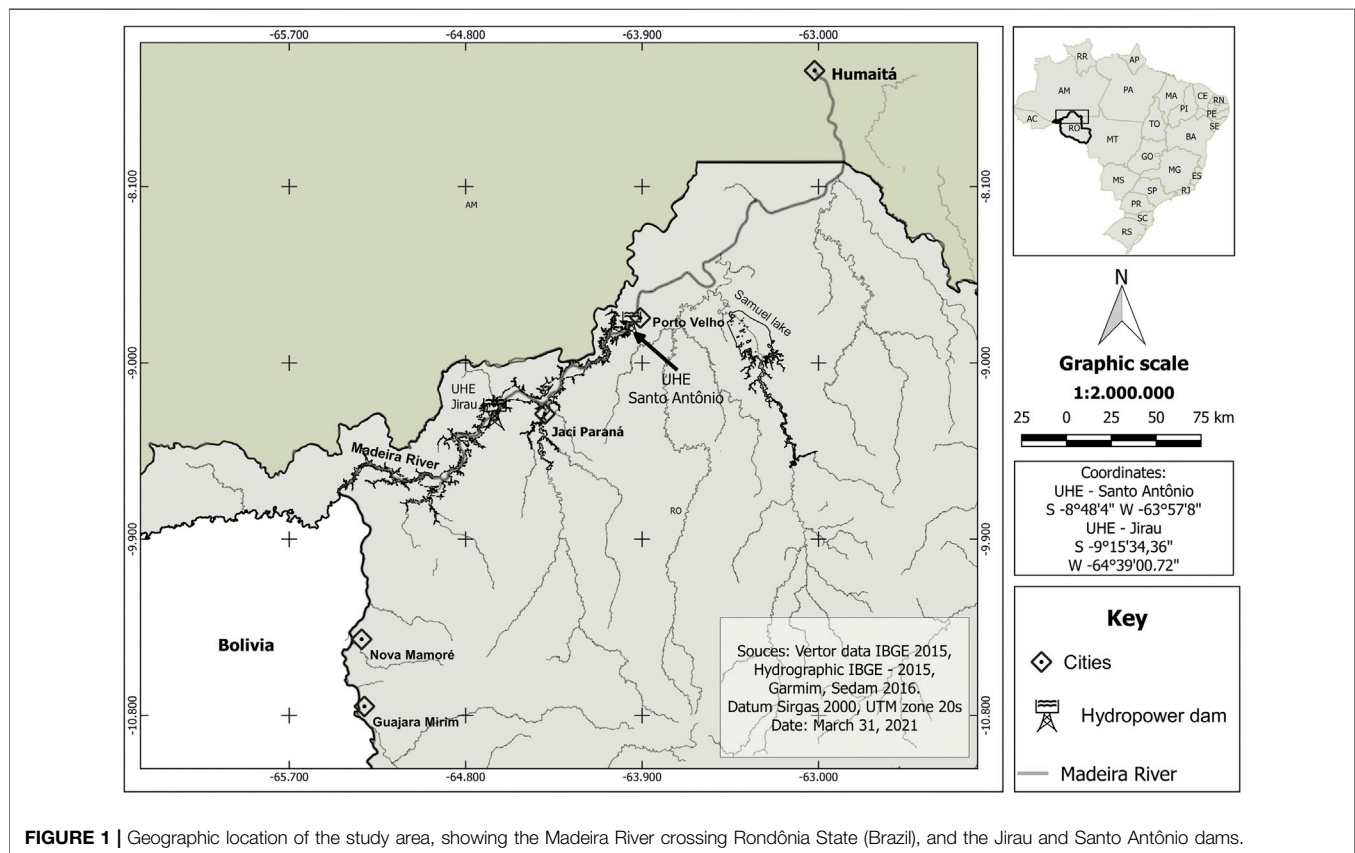 -65.700
-64.800
-63.900
-63.000
Humaitá
-8.100
-8.100
AM
Samuel lake
Porto Velho
-9.000
-9.000
UHE
Santo Antônio
UHE
Jirau
Jaci Paraná
Madeira River
RO
-9.900
-9.900
Bolivia
Nova Mamoré
Guajara Mirim
-10.800
-10.800
Souces: Vertor data IBGE 2015,
Hydrographic IBGE - 2015,
Garmim, Sedam 2016.
Datum Sirgas 2000, UTM zone 20s
Date: March 31, 2021
-65.700
-64.800
-63.900
-63.000
RR
AP
AM
PA
MA
CE
RN
PI
PE
SE
AC
RO
TO
BA
MT
GO
MG
ES
MS
SP
RJ
PR
SC
RS
N
Graphic scale
1:2.000.000
25 0 25 50 75 km
Coordinates:
UHE - Santo Antônio
S -8°48'4" W -63°57'8"
UHE - Jirau
S -9°15'34,36"
W -64°39'00.72"
Key
Cities
Hydropower dam
Madeira River
FIGURE 1 | Geographic location of the study area, showing the Madeira River crossing Rondônia State (Brazil), and the Jirau and Santo Antônio dams.